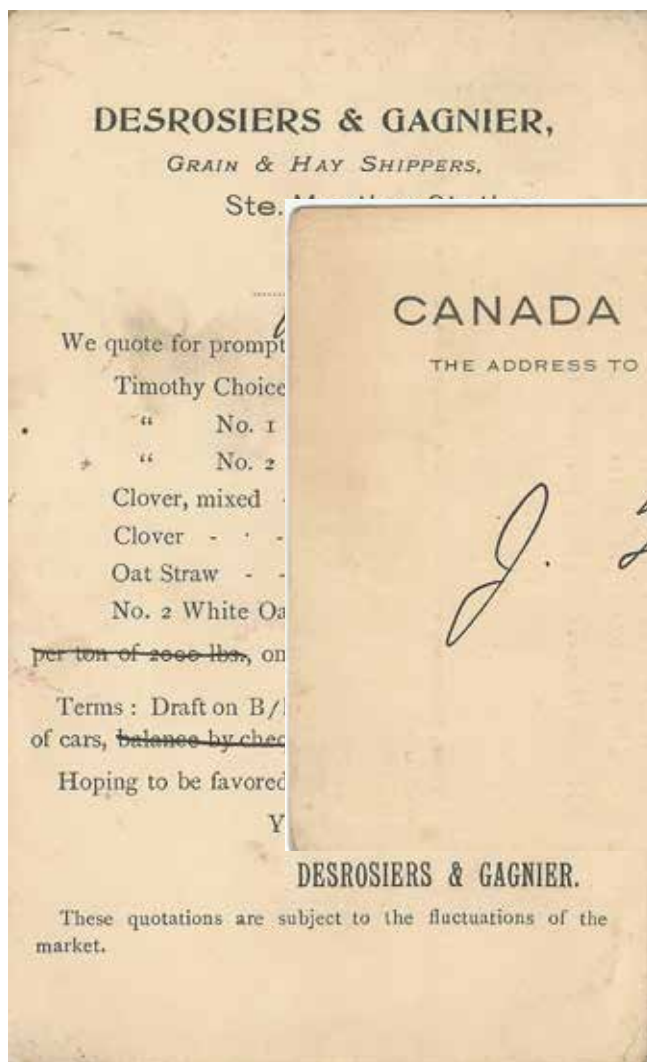 DESROSIERS & GAGNIER,
GRAIN & HAY SHIPPERS,
Ste.
We quote for prompt
Timothy Choice
“ No. 1
“ No. 2
Clover, mixed -
Clover - - -
Oat Straw - -
No. 2 White Oa
per ton of 2000 lbs., on
Terms : Draft on B/
of cars, balance by chec
Hoping to be favored
Y
DESROSIERS & GAGNIER.
These quotations are subject to the fluctuations of the
market.
CANADA
THE ADDRESS TO
J.